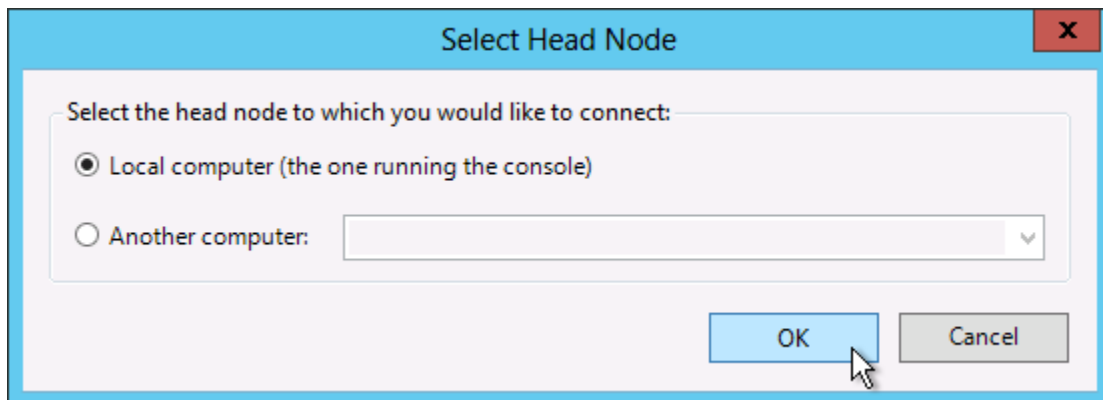 Select Head Node
x
Select the head node to which you would like to connect:
Local computer (the one running the console)
Another computer:
OK
Cancel